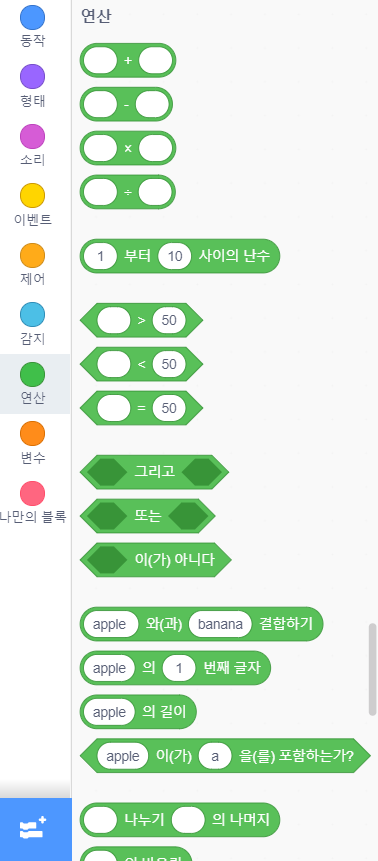 연산
동작
형태
소리
이벤트
제어
감지
연산
변수
나만의 블록
+
-
×
÷
1 부터 10 사이의 난수
> 50
< 50
= 50
그리고
또는
이(가) 아니다
apple 와(과) banana 결합하기
apple 의 1 번째 글자
apple 의 길이
apple 이(가) a 을(를) 포함하는가?
나누기 의 나머지